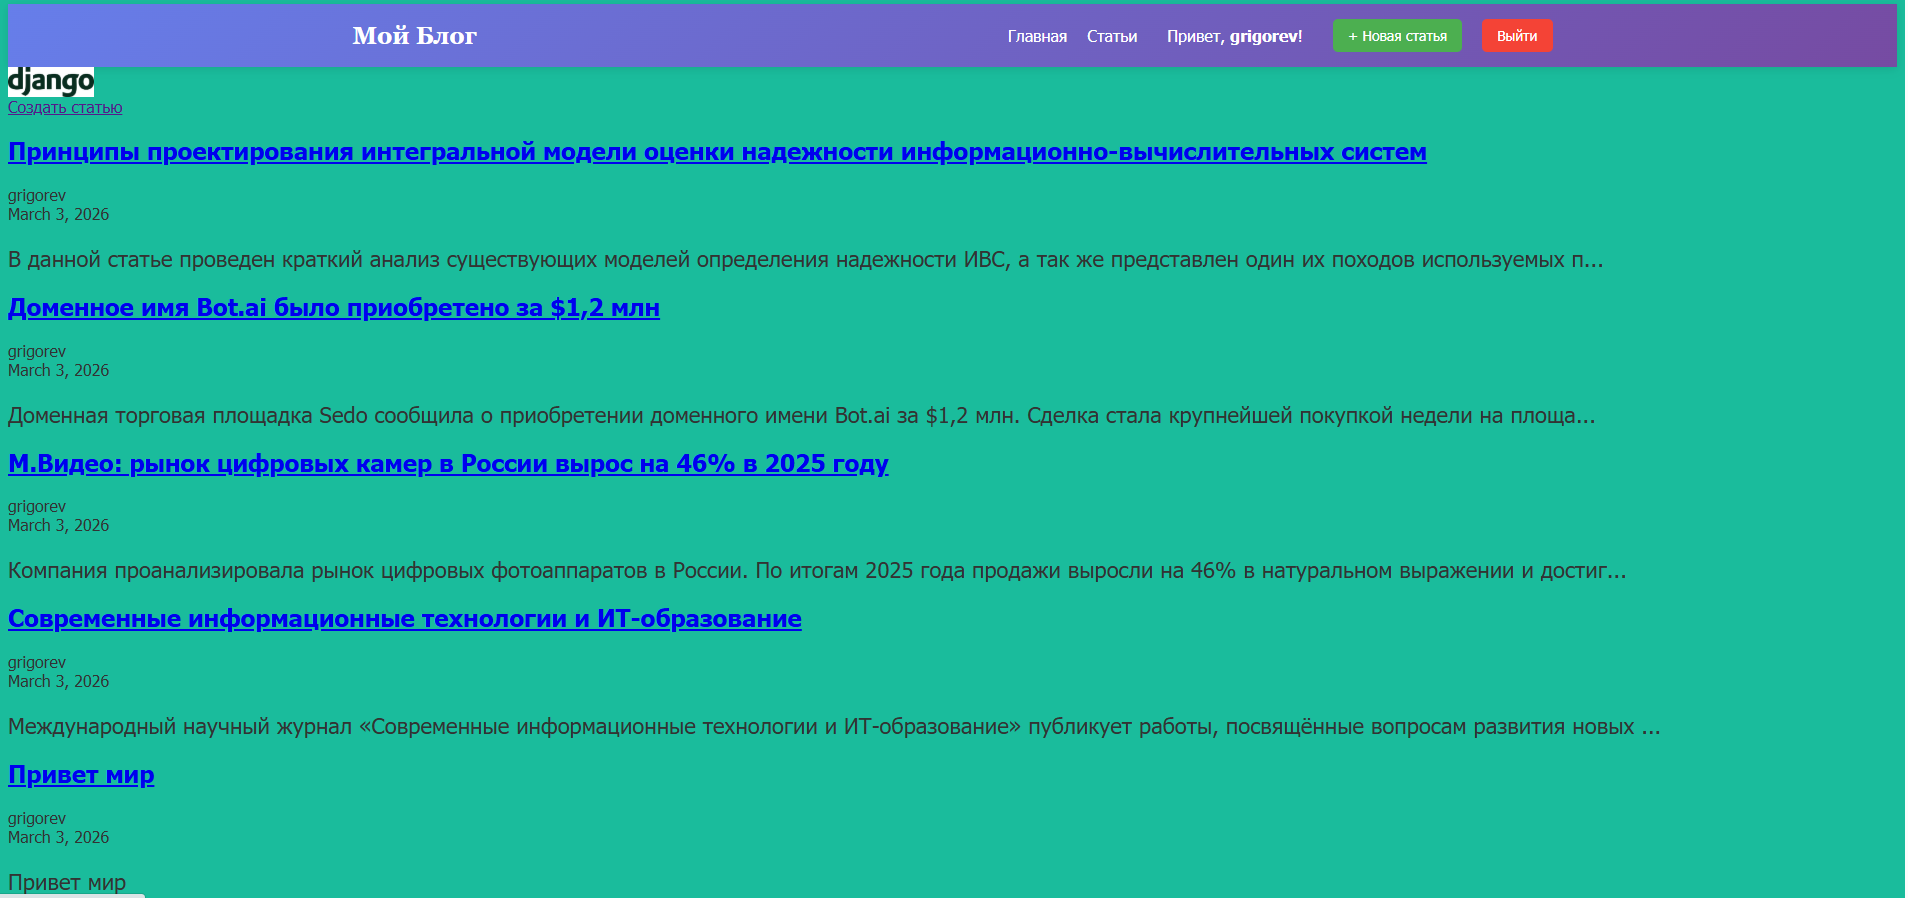 Мой Блог
Главная Статьи Привет, grigorev! + Новая статья Выйти
django
Создать статью
Принципы проектирования интегральной модели оценки надежности информационно-вычислительных систем
grigorev
March 3, 2026
В данной статье проведен краткий анализ существующих моделей определения надежности ИВС, а так же представлен один их походов используемых п...
Доменное имя Bot.ai было приобретено за $1,2 млн
grigorev
March 3, 2026
Доменная торговая площадка Sedo сообщила о приобретении доменного имени Bot.ai за $1,2 млн. Сделка стала крупнейшей покупкой недели на площа...
М.Видео: рынок цифровых камер в России вырос на 46% в 2025 году
grigorev
March 3, 2026
Компания проанализировала рынок цифровых фотоаппаратов в России. По итогам 2025 года продажи выросли на 46% в натуральном выражении и достиг...
Современные информационные технологии и ИТ-образование
grigorev
March 3, 2026
Международный научный журнал «Современные информационные технологии и ИТ-образование» публикует работы, посвящённые вопросам развития новых ...
Привет мир
grigorev
March 3, 2026
Привет мир